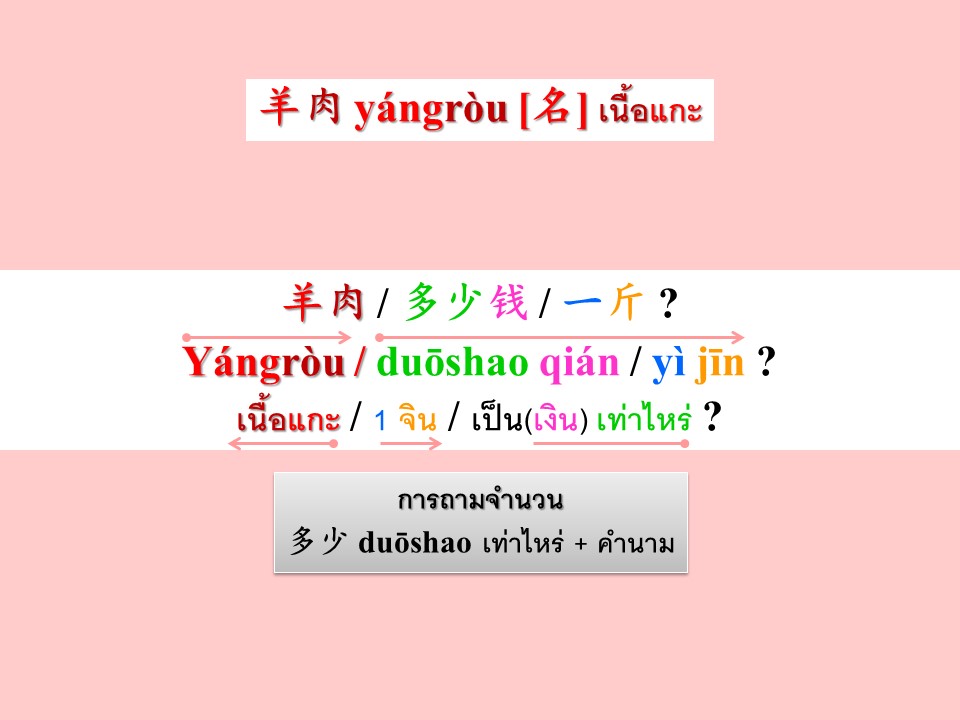 羊肉 yángròu [名] เนื้อแกะ
羊肉 / 多少钱 / 一斤 ?
Yángròu / duōshao qián / yì jīn ?
เนื้อแกะ / 1 จิน / เป็น(เงิน) เท่าไหร่ ?
การถามจำนวน
多少 duōshao เท่าไหร่ + คำนาม